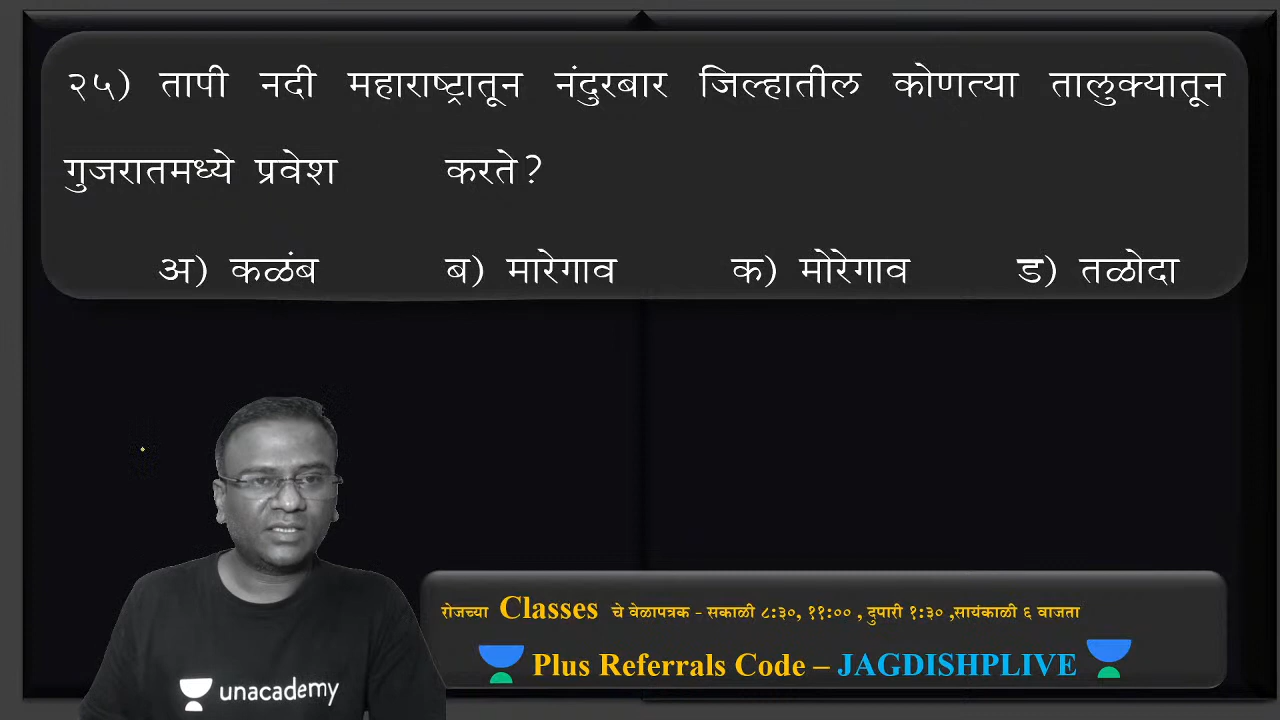 २५) तापी नदी महाराष्ट्रातून नंदुरबार जिल्हातील कोणत्या तालुक्यातून
गुजरातमध्ये प्रवेश करते?
अ) कळंब ब) मारेगाव क) मोरेगाव ड) तळोदा
रोजच्या Classes चे वेळापत्रक - सकाळी ८:३०, ११:०० , दुपारी १:३० ,सायंकाळी ६ वाजता
Plus Referrals Code – JAGDISHPLIVE
unacademy